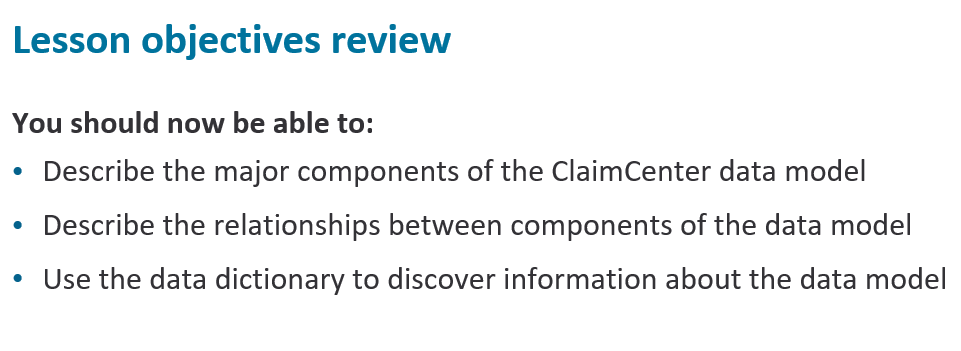 Lesson objectives review
You should now be able to:
• Describe the major components of the ClaimCenter data model
• Describe the relationships between components of the data model
• Use the data dictionary to discover information about the data model